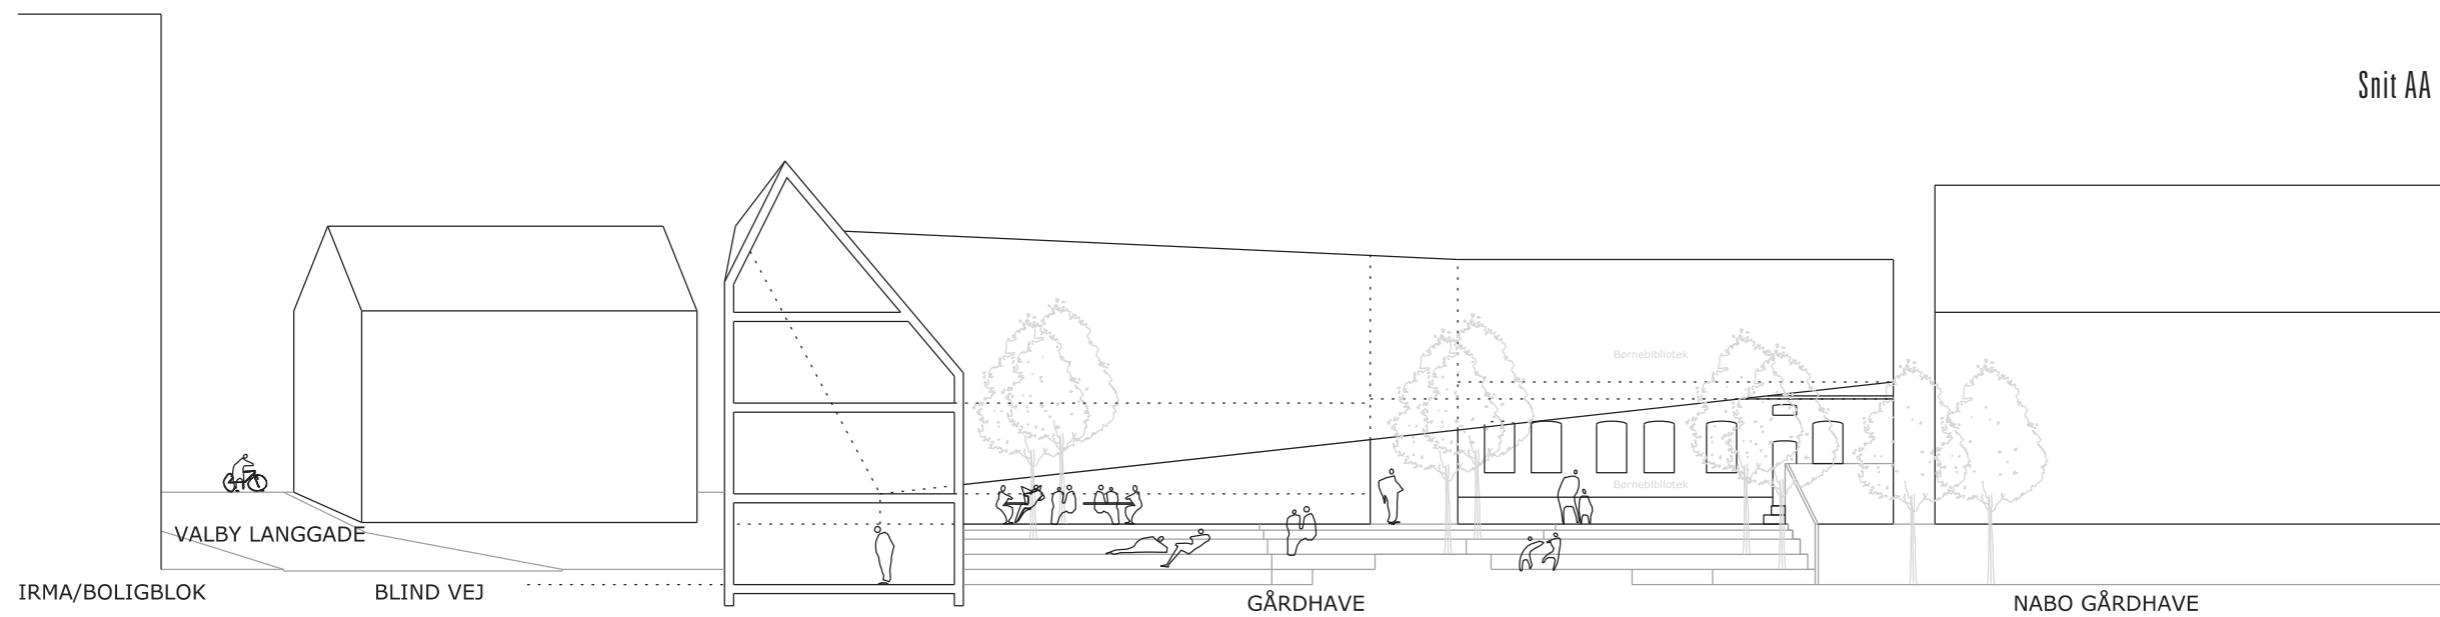 Snit AA
Børnebibliotek
Børnebibliotek
VALBY LANGGADE
IRMA/BOLIGBLOK
BLIND VEJ
GÅRDHAVE
NABO GÅRDHAVE